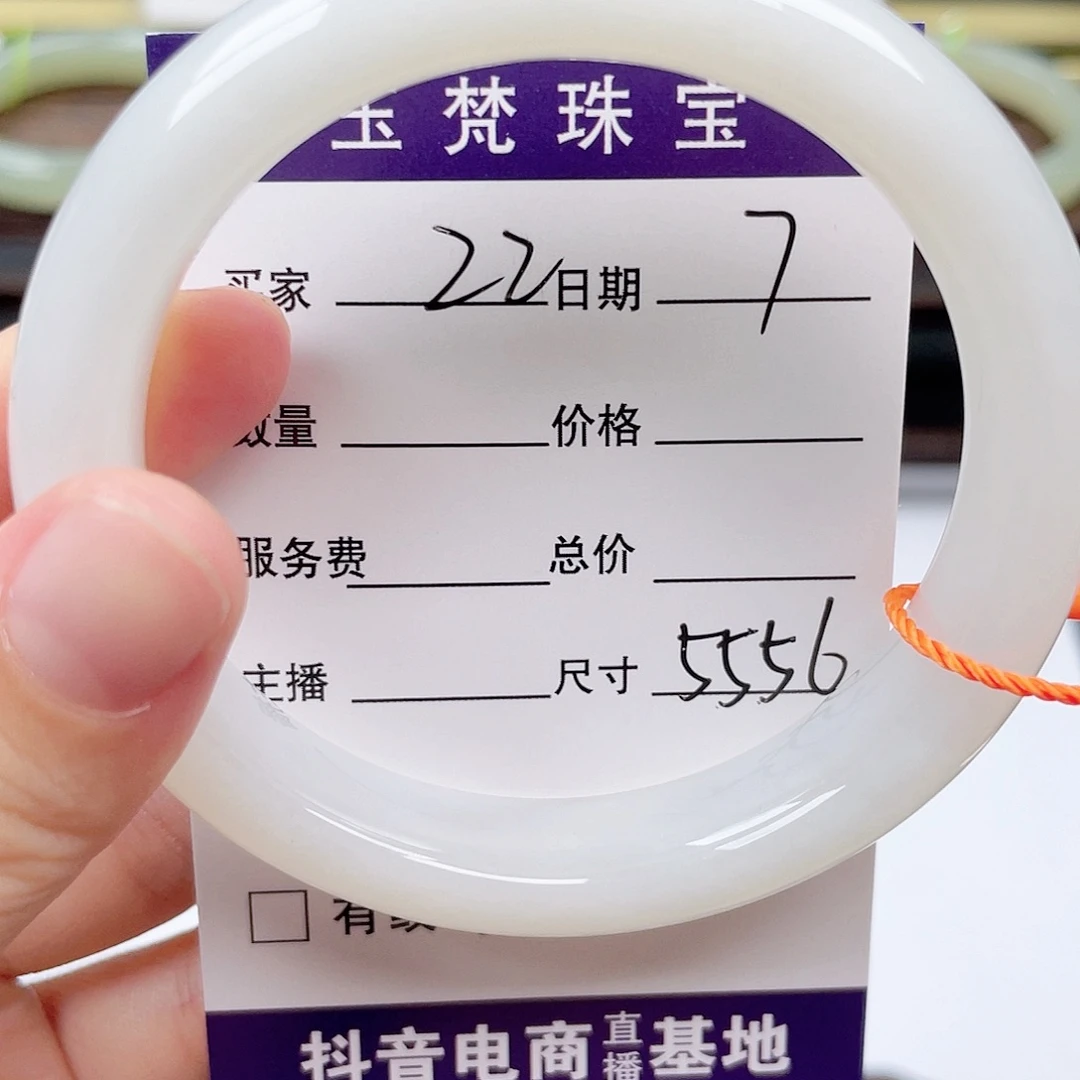 玉梵珠宝
买家 22 日期 7
数量 价格
服务费 总价
主播 尺寸 5556
有
抖音电商直播基地